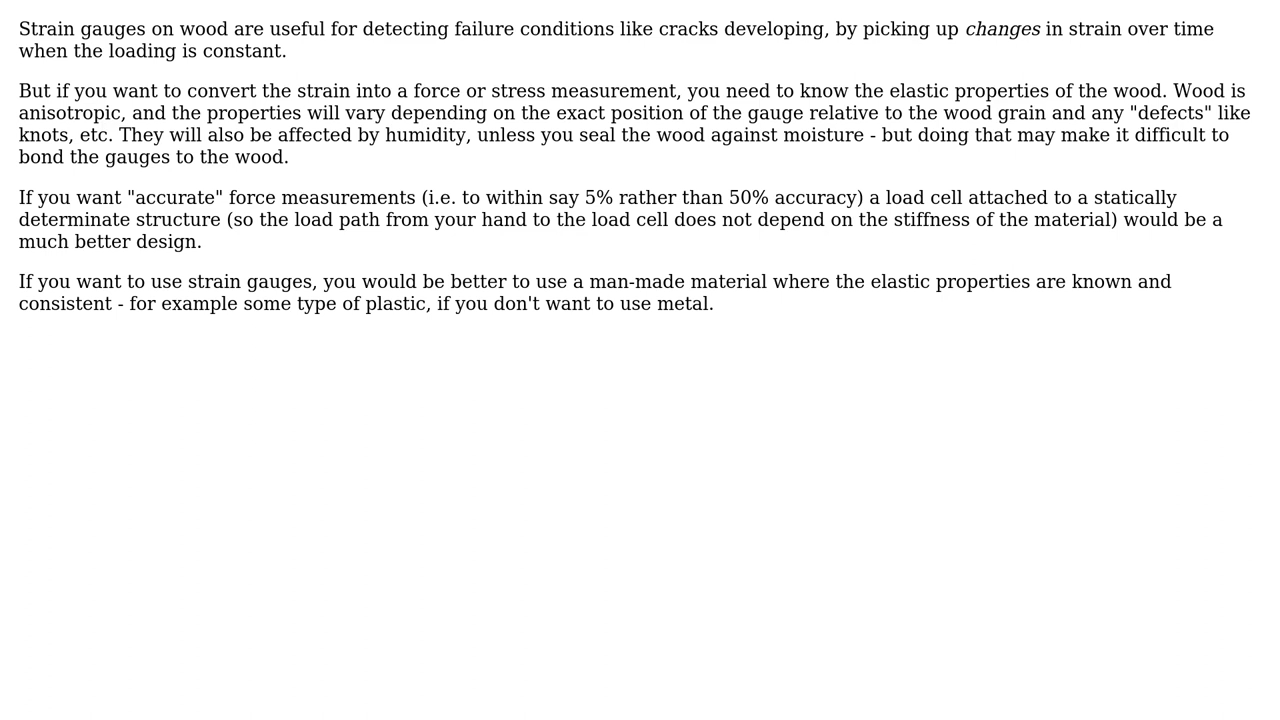 Strain gauges on wood are useful for detecting failure conditions like cracks developing, by picking up changes in strain over time
when the loading is constant.
But if you want to convert the strain into a force or stress measurement, you need to know the elastic properties of the wood. Wood is
anisotropic, and the properties will vary depending on the exact position of the gauge relative to the wood grain and any "defects" like
knots, etc. They will also be affected by humidity, unless you seal the wood against moisture - but doing that may make it difficult to
bond the gauges to the wood.
If you want "accurate" force measurements (i.e. to within say 5% rather than 50% accuracy) a load cell attached to a statically
determinate structure (so the load path from your hand to the load cell does not depend on the stiffness of the material) would be a
much better design.
If you want to use strain gauges, you would be better to use a man-made material where the elastic properties are known and
consistent - for example some type of plastic, if you don't want to use metal.